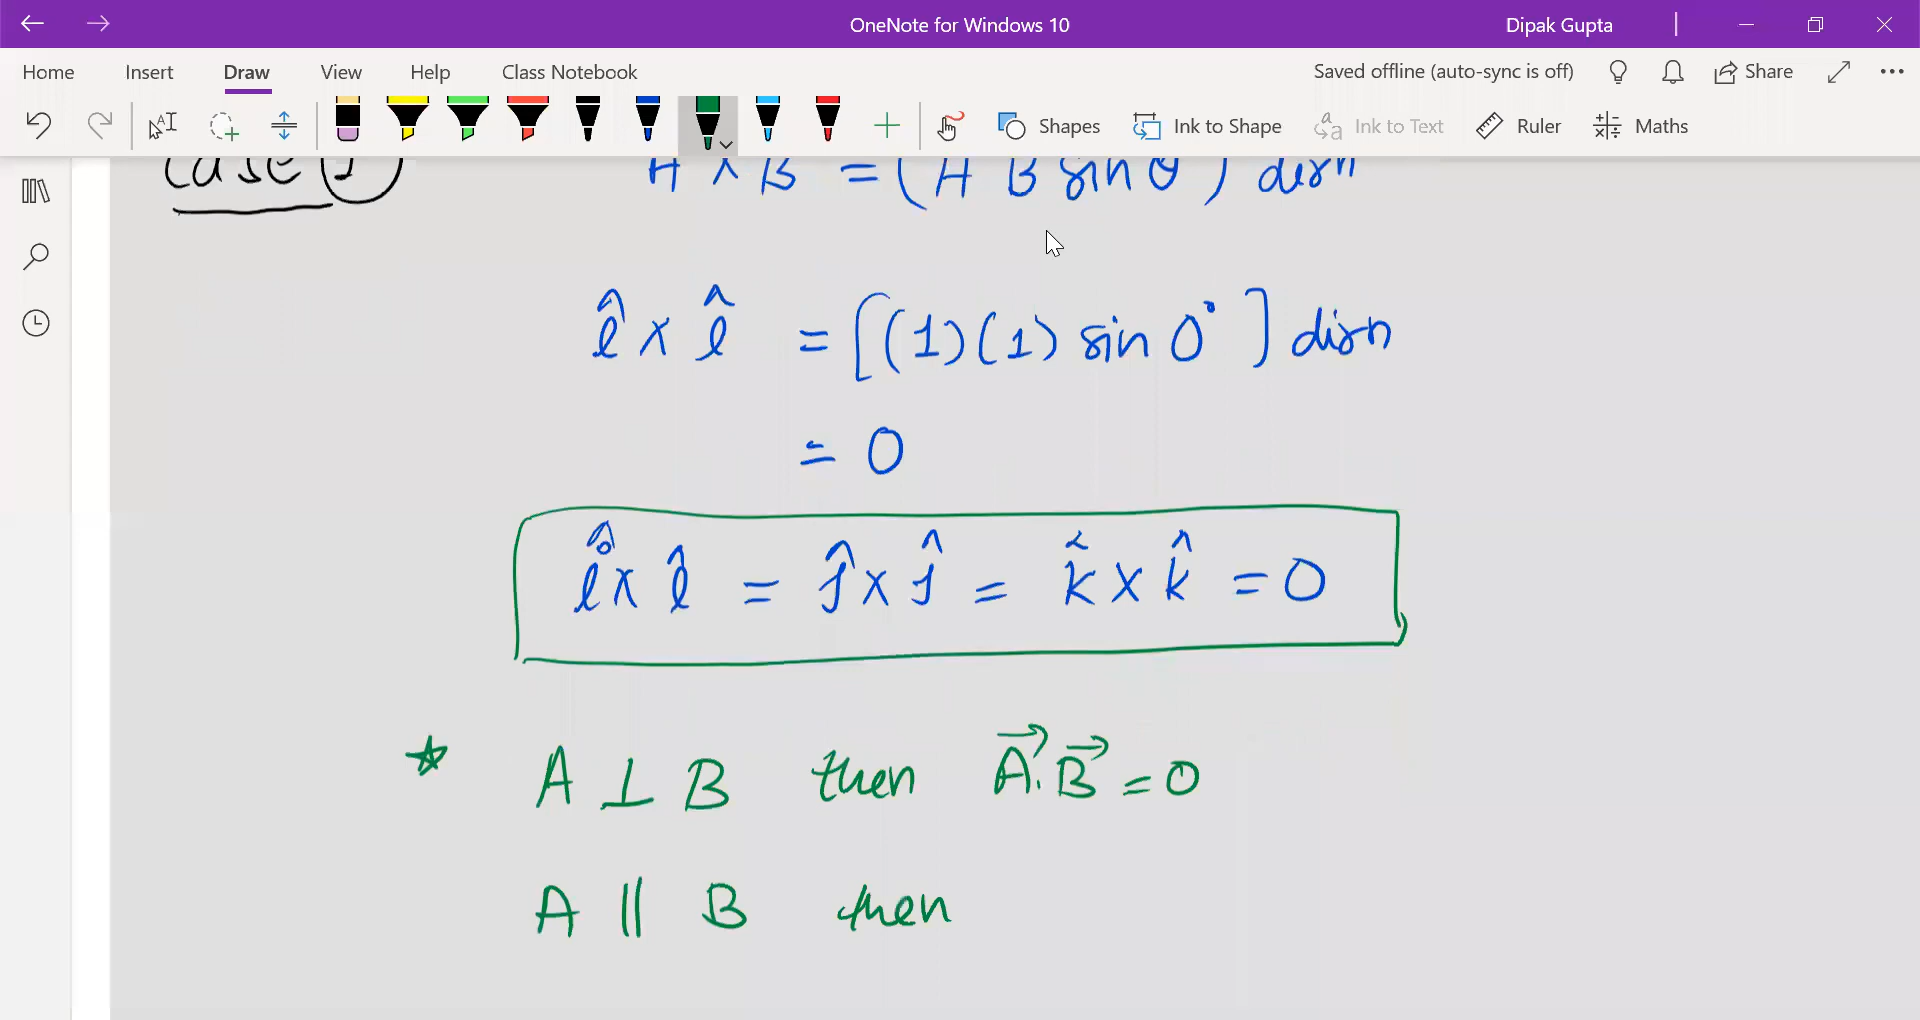 OneNote for Windows 10 Dipak Gupta
Home Insert Draw View Help Class Notebook Saved offline (auto-sync is off) Share
Shapes Ink to Shape Ink to Text Ruler Maths
Case 1 A × B = (A B sin θ) dirn
î × î = [(1)(1) sin 0°] dirn
= 0
î × î = ĵ × ĵ = k̂ × k̂ = 0
☆ A ⊥ B then A⃗.B⃗ = 0
A || B then